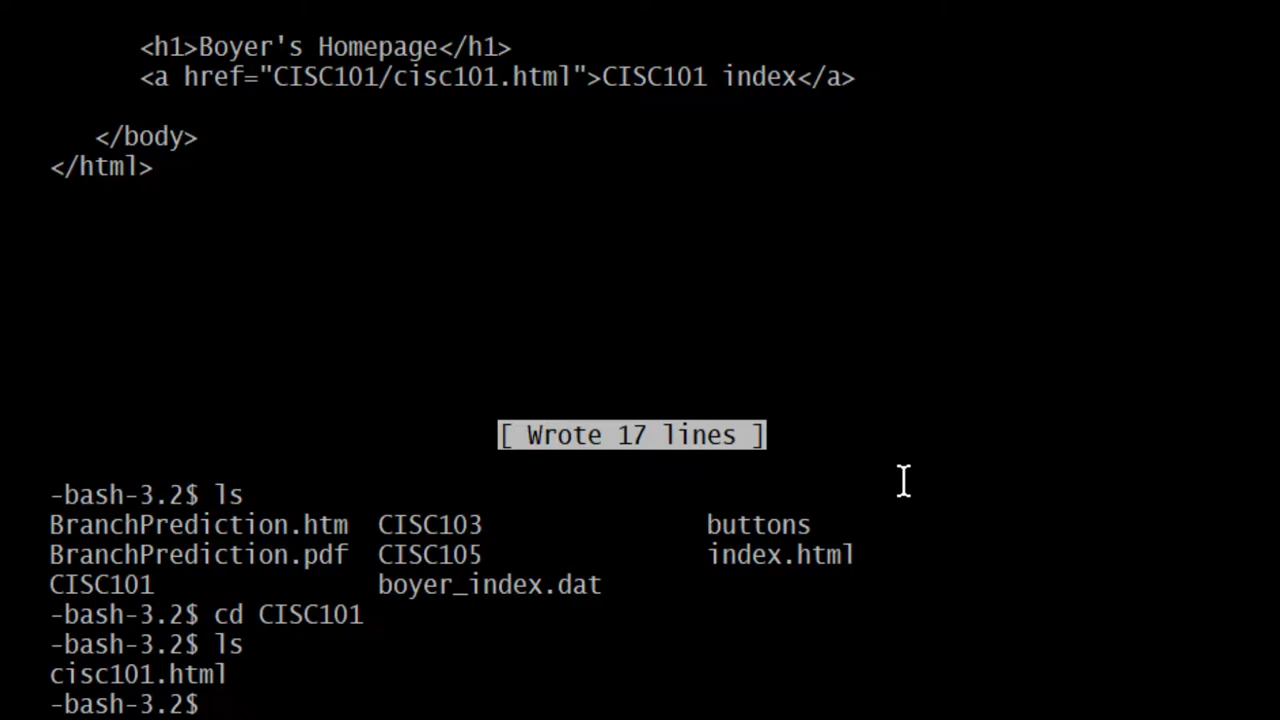 <h1>Boyer's Homepage</h1>
<a href="CISC101/cisc101.html">CISC101 index</a>
</body>
</html>
[ Wrote 17 lines ]
-bash-3.2$ ls
BranchPrediction.htm  CISC103               buttons
BranchPrediction.pdf  CISC105               index.html
CISC101               boyer_index.dat
-bash-3.2$ cd CISC101
-bash-3.2$ ls
cisc101.html
-bash-3.2$